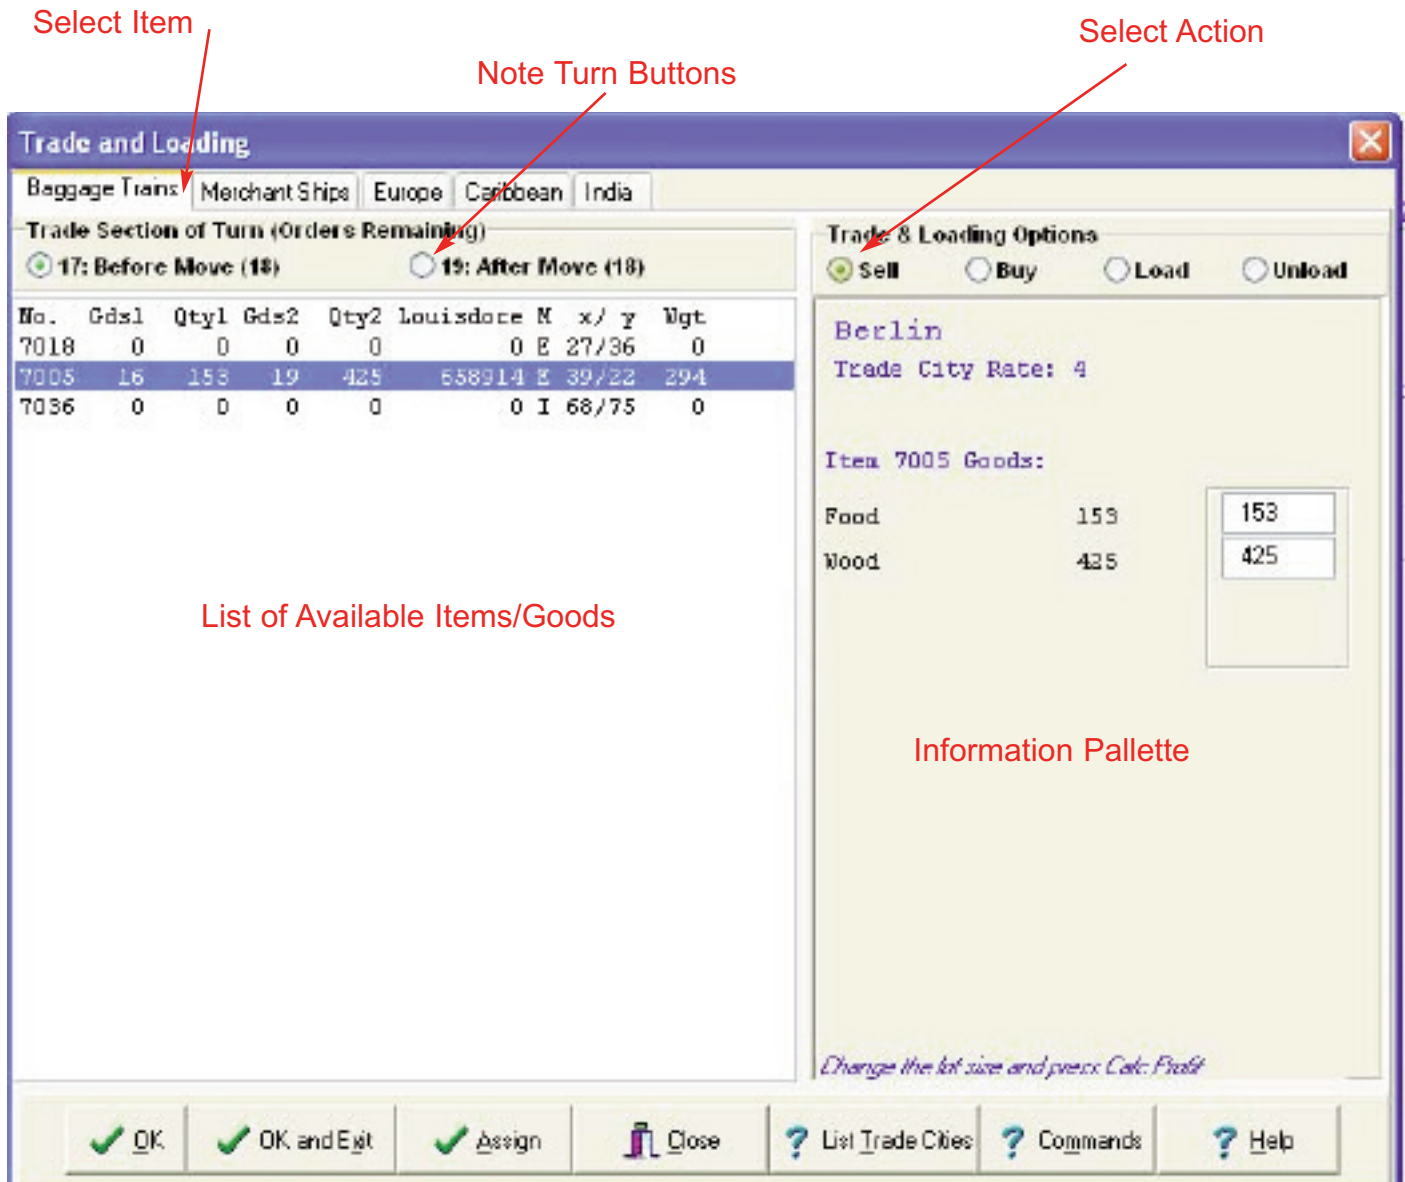 Select Item
Select Action
Note Turn Buttons
Trade and Loading
Baggage Trains Merchant Ships Europe Caribbean India
Trade Section of Turn (Orders Remaining)
17: Before Move (18) 19: After Move (18)
Trade & Loading Options
Sell Buy Load Unload
No. Gds1 Qty1 Gds2 Qty2 Louisdore M x/ y Wgt
7018 0 0 0 0 0 E 27/36 0
7005 16 153 19 425 658914 E 39/22 294
7036 0 0 0 0 0 I 68/75 0
Berlin
Trade City Rate: 4
Item 7005 Goods:
Food 153 153
Wood 425 425
List of Available Items/Goods
Information Pallette
Change the lot size and press Calc Profit
OK OK and Exit Assign Close List Trade Cities Commands Help